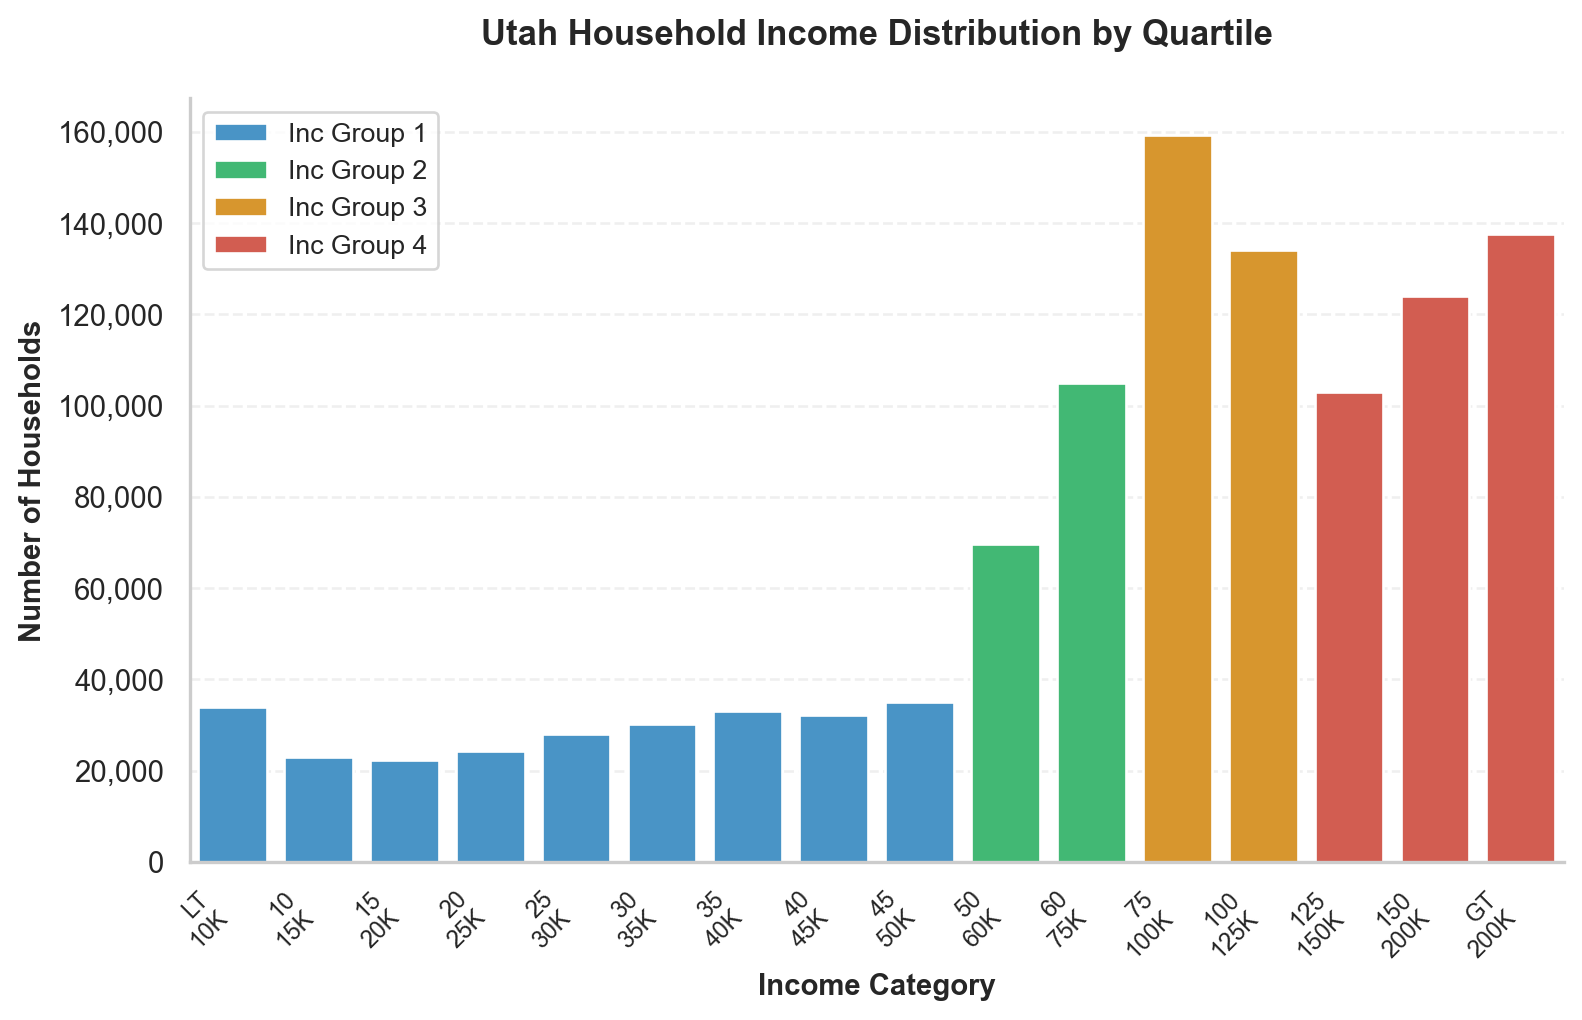 Utah Household Income Distribution by Quartile
Inc Group 1
Inc Group 2
Inc Group 3
Inc Group 4
160,000
140,000
120,000
100,000
80,000
60,000
40,000
20,000
0
Number of Households
LT
10K
10
15K
15
20K
20
25K
25
30K
30
35K
35
40K
40
45K
45
50K
50
60K
60
75K
75
100K
100
125K
125
150K
150
200K
GT
200K
Income Category